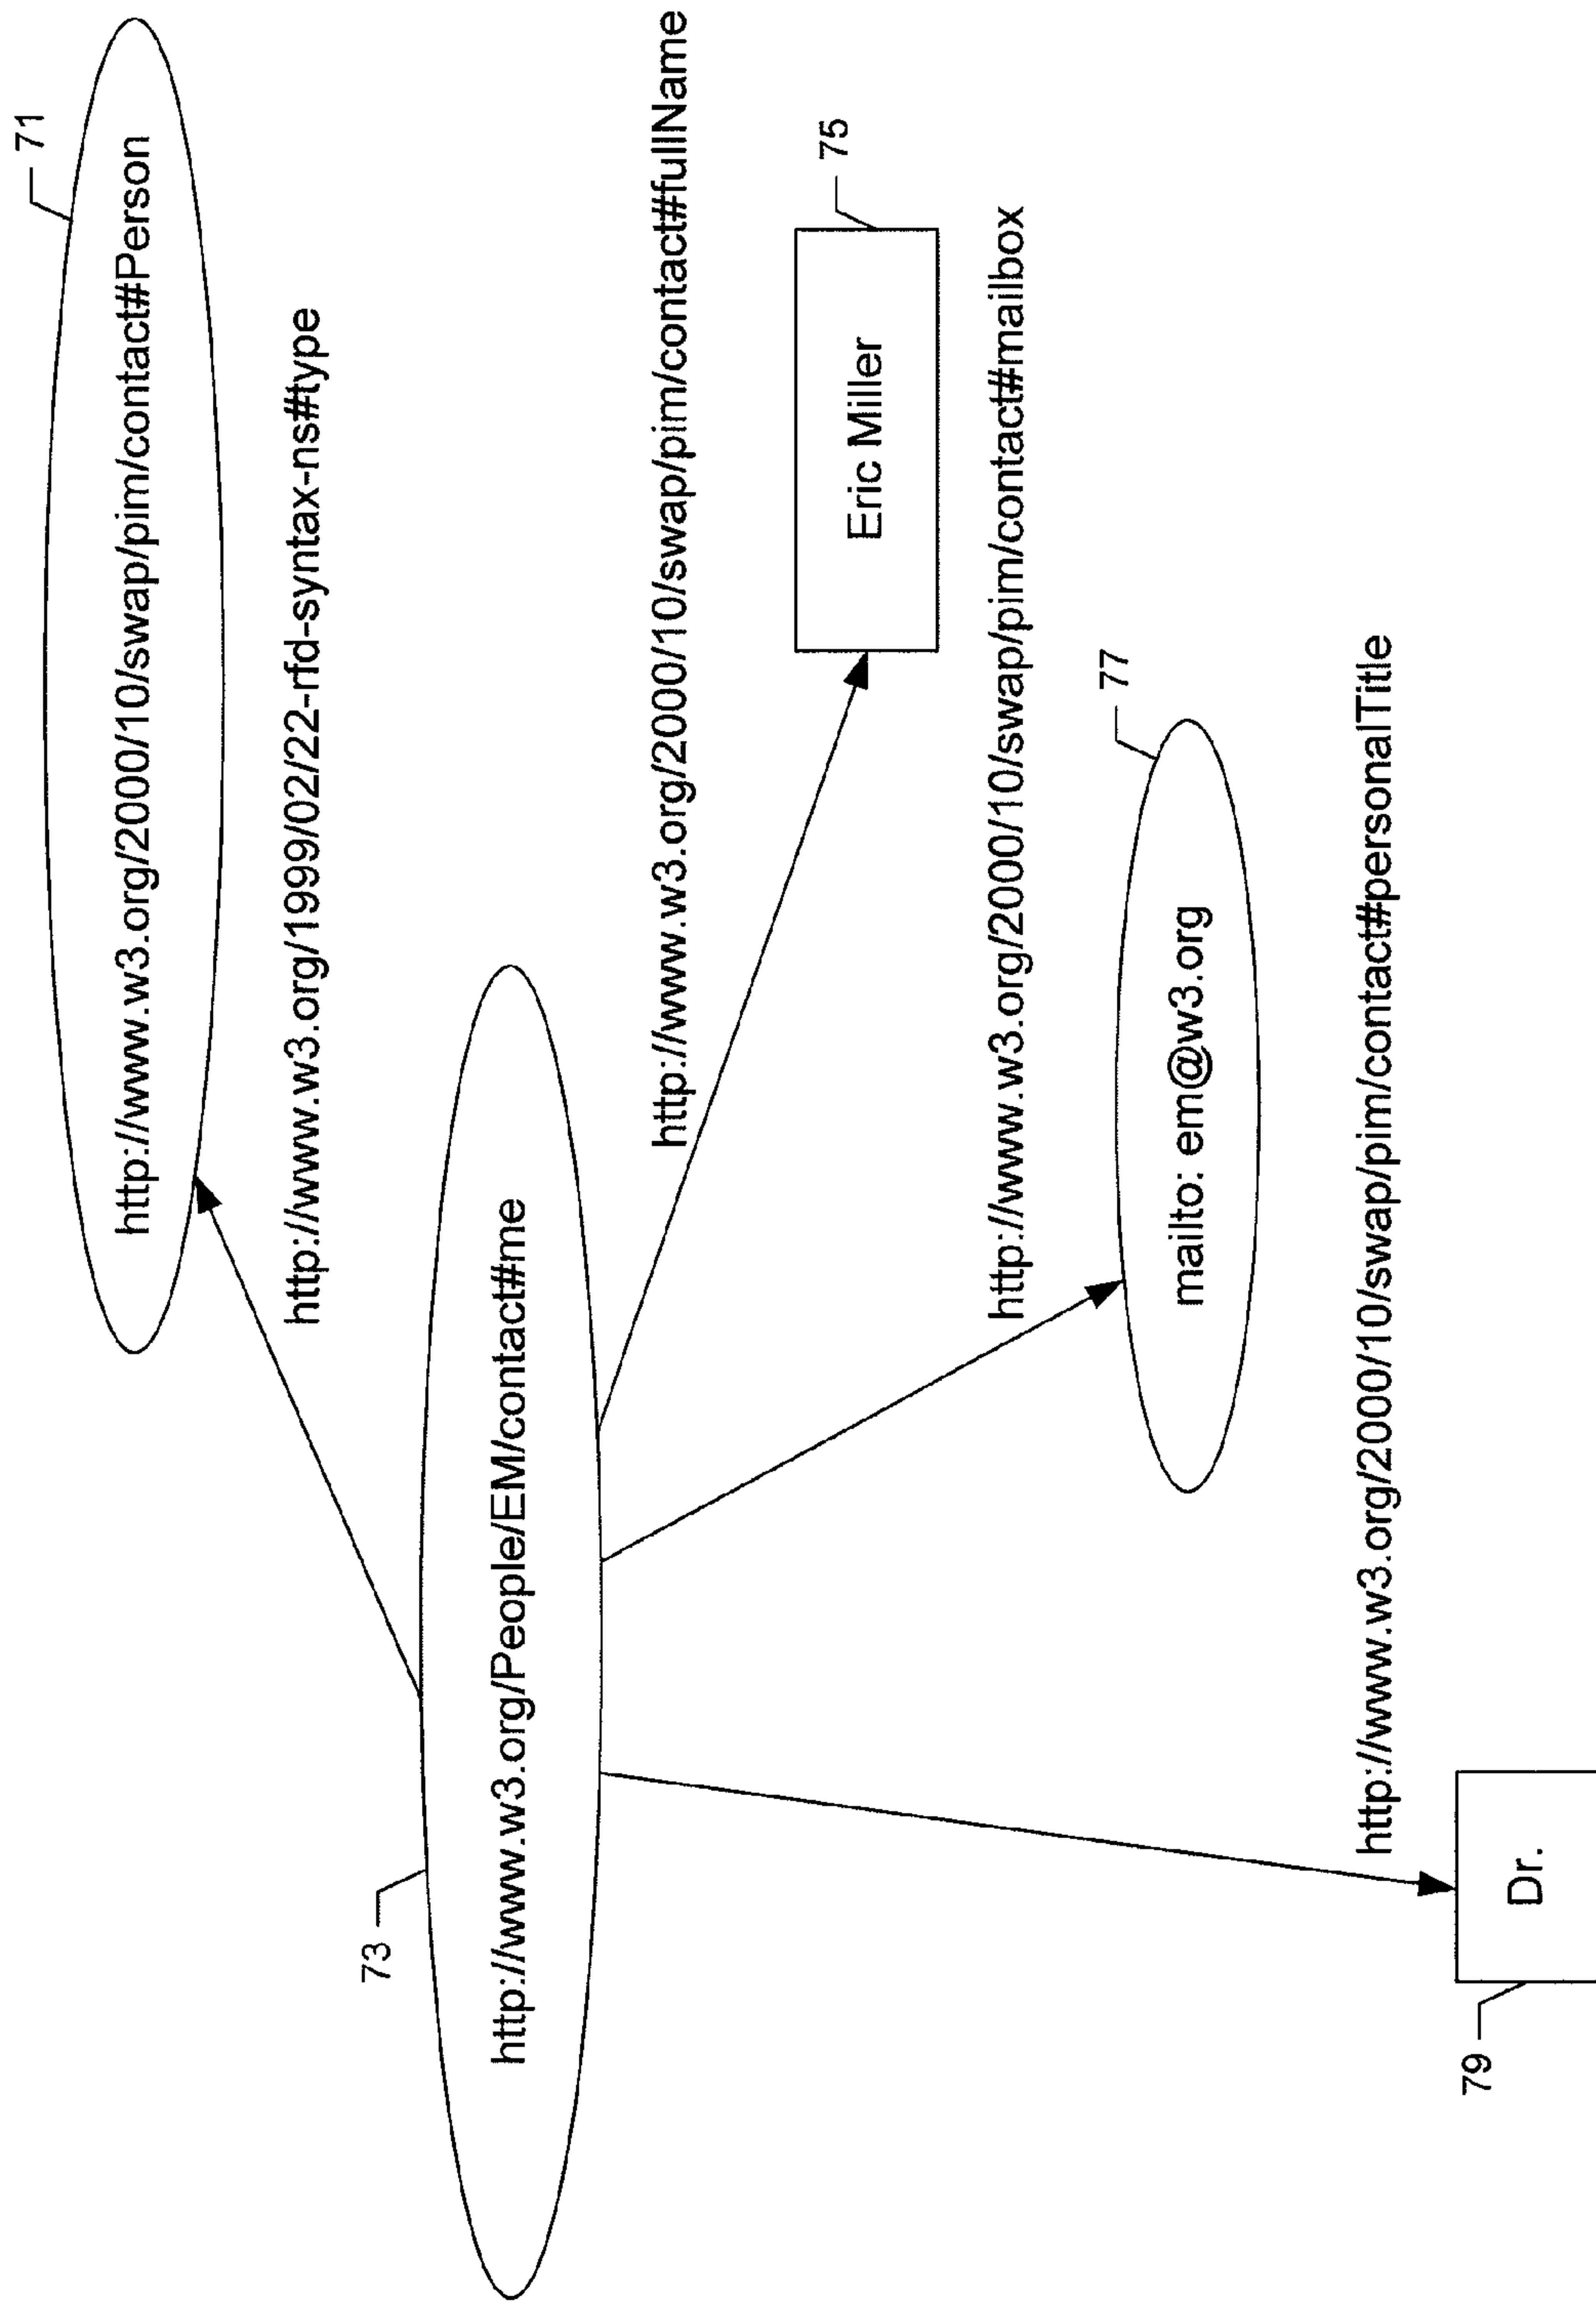 71
http://www.w3.org/2000/10/swap/pim/contact#Person
http://www.w3.org/1999/02/22-rfd-syntax-ns#type
73
http://www.w3.org/People/EM/contact#me
http://www.w3.org/2000/10/swap/pim/contact#fullName
75
Eric Miller
http://www.w3.org/2000/10/swap/pim/contact#mailbox
77
mailto: em@w3.org
http://www.w3.org/2000/10/swap/pim/contact#personalTitle
79
Dr.